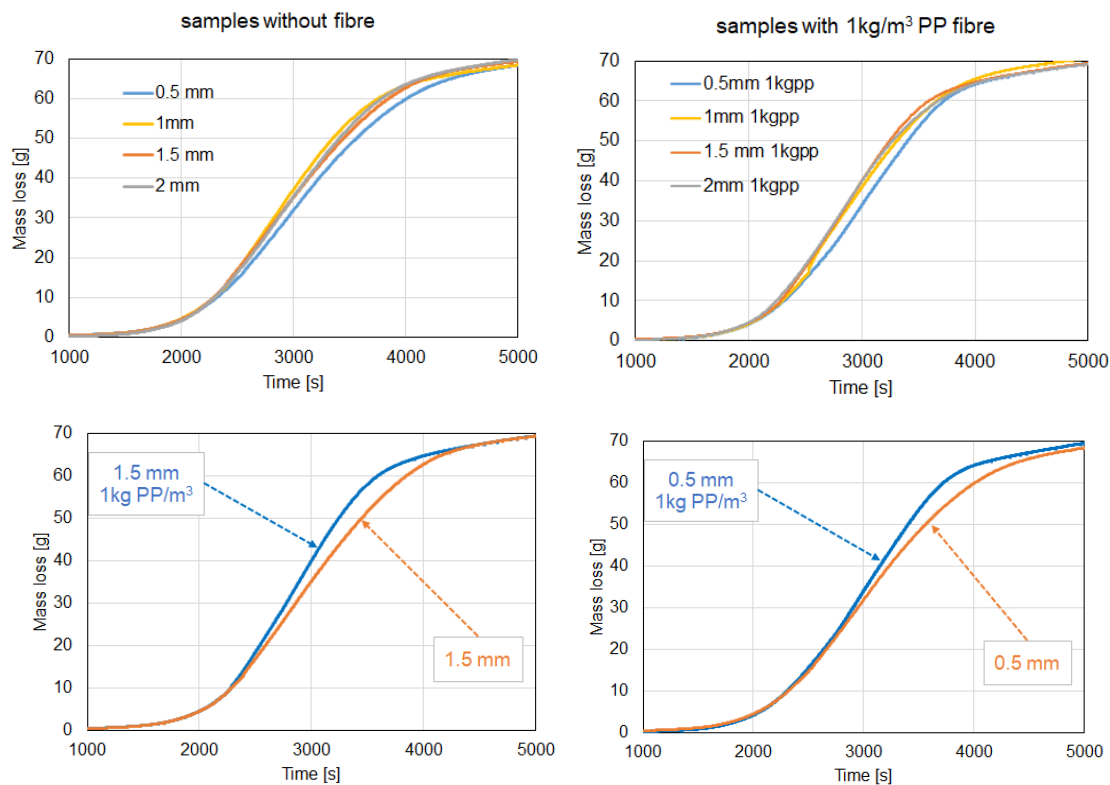 samples without fibre
70
60
50
40
30
20
10
0
Mass loss [g]
0.5 mm
1mm
1.5 mm
2 mm
1000 2000 3000 4000 5000
Time [s]
samples with 1kg/m³ PP fibre
70
60
50
40
30
20
10
0
Mass loss [g]
0.5mm 1kgpp
1mm 1kgpp
1.5 mm 1kgpp
2mm 1kgpp
1000 2000 3000 4000 5000
Time [s]
70
60
50
40
30
20
10
0
Mass loss [g]
1.5 mm
1kg PP/m³
1.5 mm
1000 2000 3000 4000 5000
Time [s]
70
60
50
40
30
20
10
0
Mass loss [g]
0.5 mm
1kg PP/m³
0.5 mm
1000 2000 3000 4000 5000
Time [s]